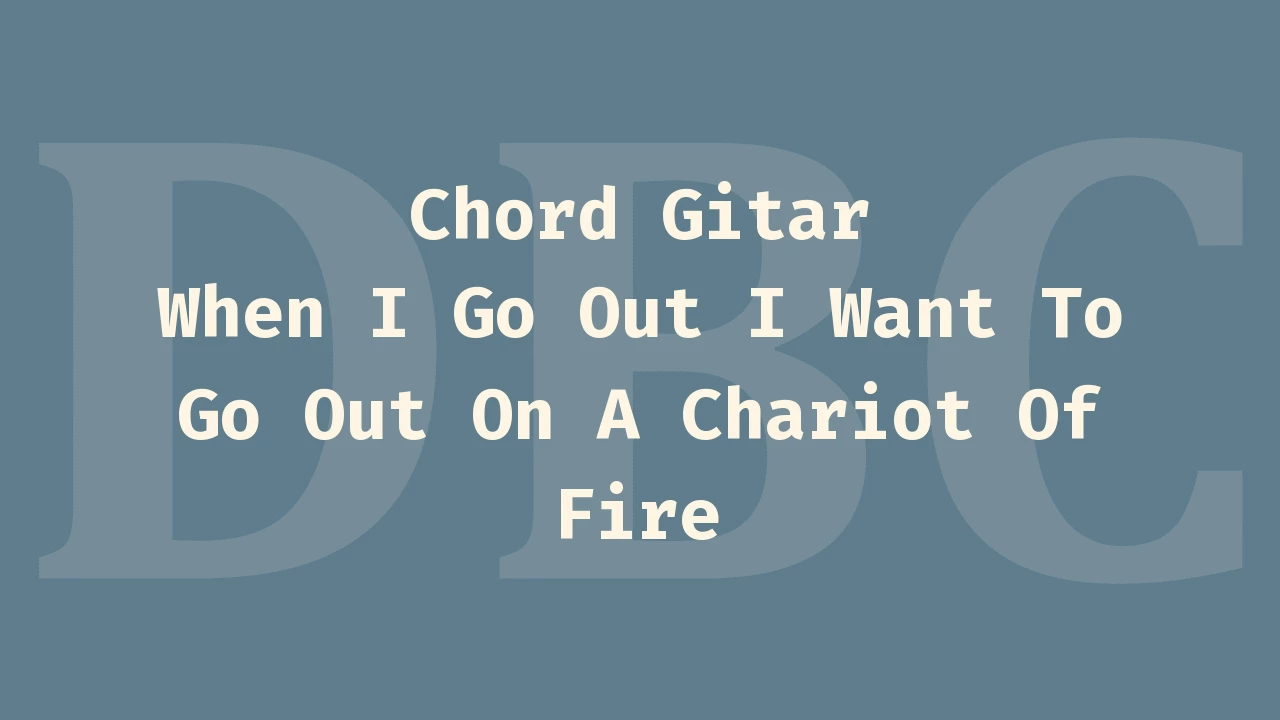 DBC
Chord Gitar
When I Go Out I Want To
Go Out On A Chariot Of
Fire